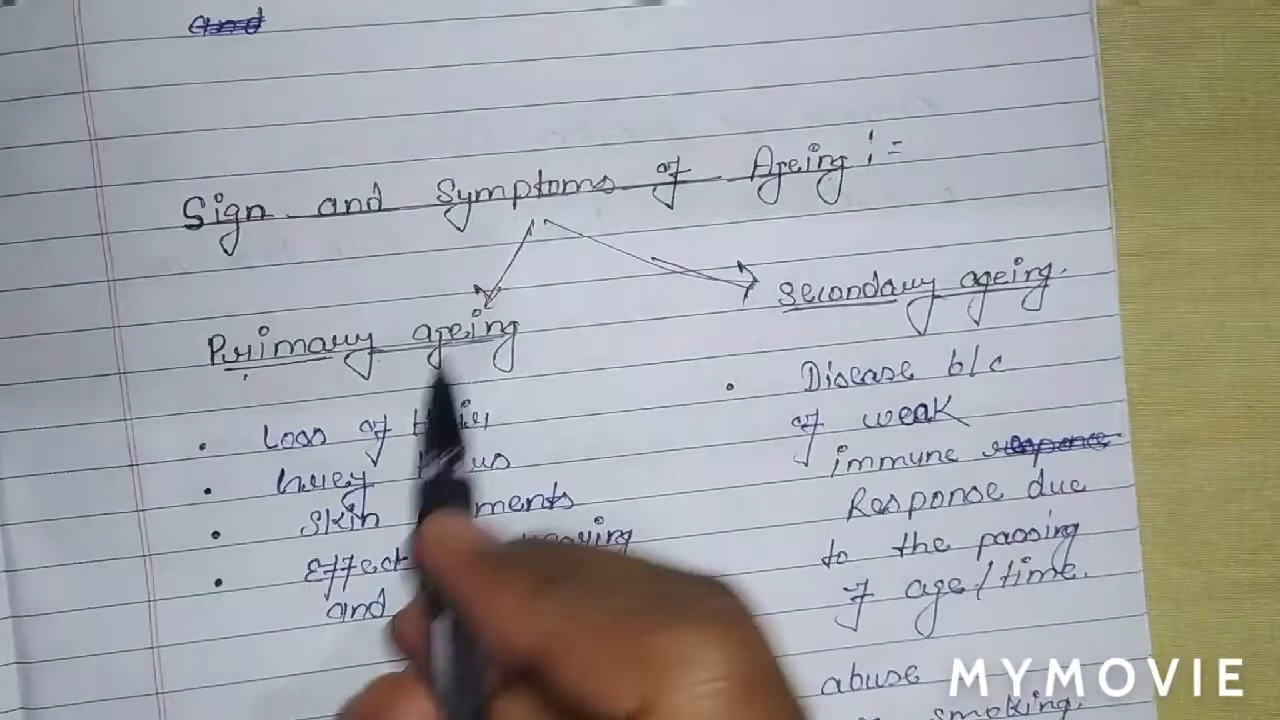 Sign and Symptoms of Ageing :=
Primary ageing
• Loss of
•
• Skin
• Effect
and
Secondary ageing.
• Disease b/c
of weak
immune
Response due
to the passing
of age/time.
abuse
smoking.
MYMOVIE